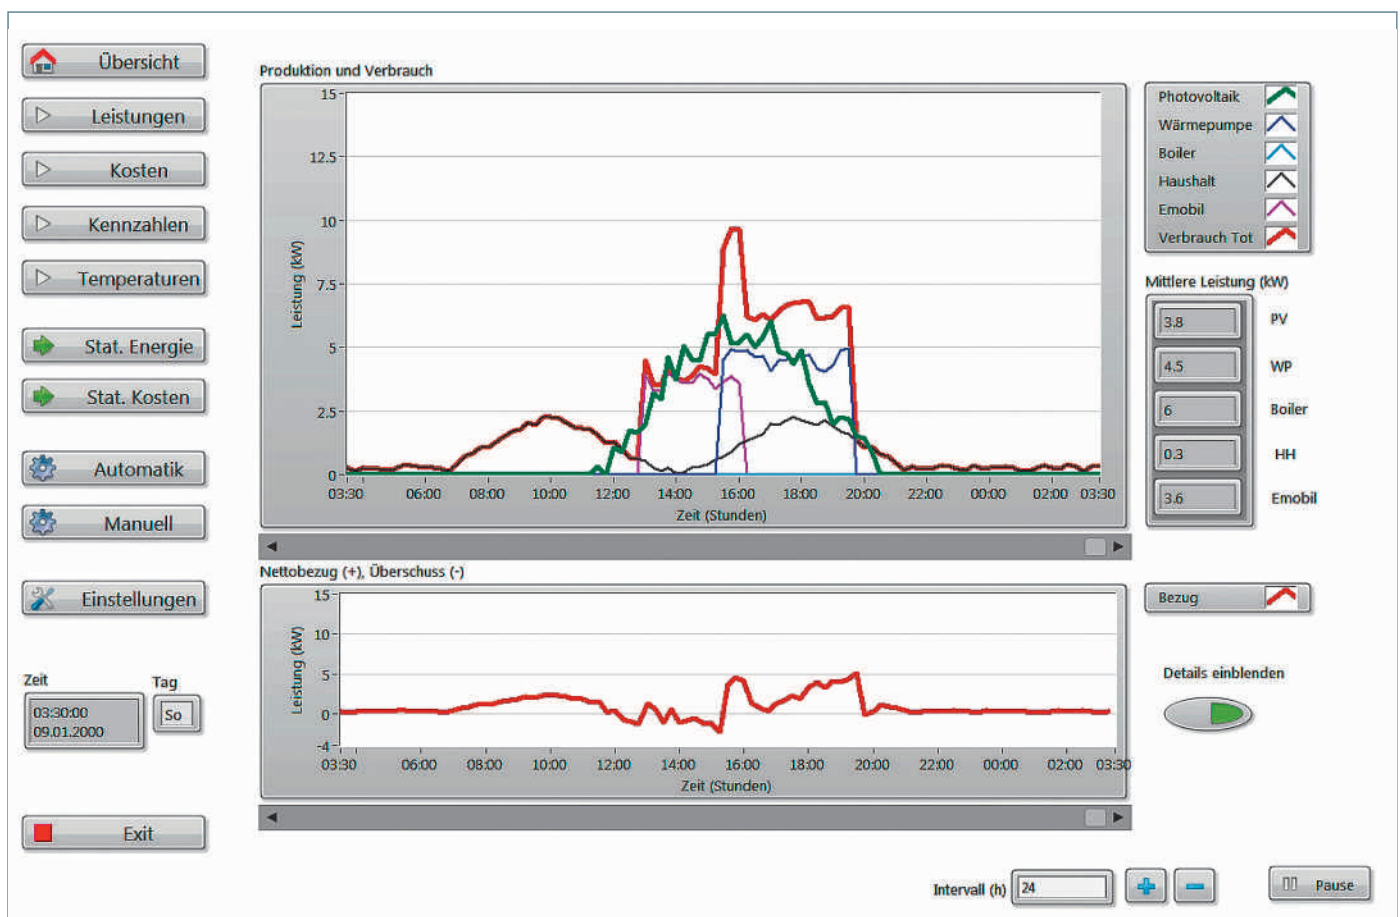 Übersicht
Leistungen
Kosten
Kennzahlen
Temperaturen
Stat. Energie
Stat. Kosten
Automatik
Manuell
Einstellungen
Zeit
Tag
03:30:00
09.01.2000
So
Exit
Produktion und Verbrauch
Leistung (kW)
15
12.5
10
7.5
5
2.5
0
03:30 06:00 08:00 10:00 12:00 14:00 16:00 18:00 20:00 22:00 00:00 02:00 03:30
Zeit (Stunden)
Photovoltaik
Wärmepumpe
Boiler
Haushalt
Emobil
Verbrauch Tot
Mittlere Leistung (kW)
3.8 PV
4.5 WP
6 Boiler
0.3 HH
3.6 Emobil
Nettobezug (+), Überschuss (-)
Leistung (kW)
15
10
5
0
-4
03:30 06:00 08:00 10:00 12:00 14:00 16:00 18:00 20:00 22:00 00:00 02:00 03:30
Zeit (Stunden)
Bezug
Details einblenden
Intervall (h) 24
Pause